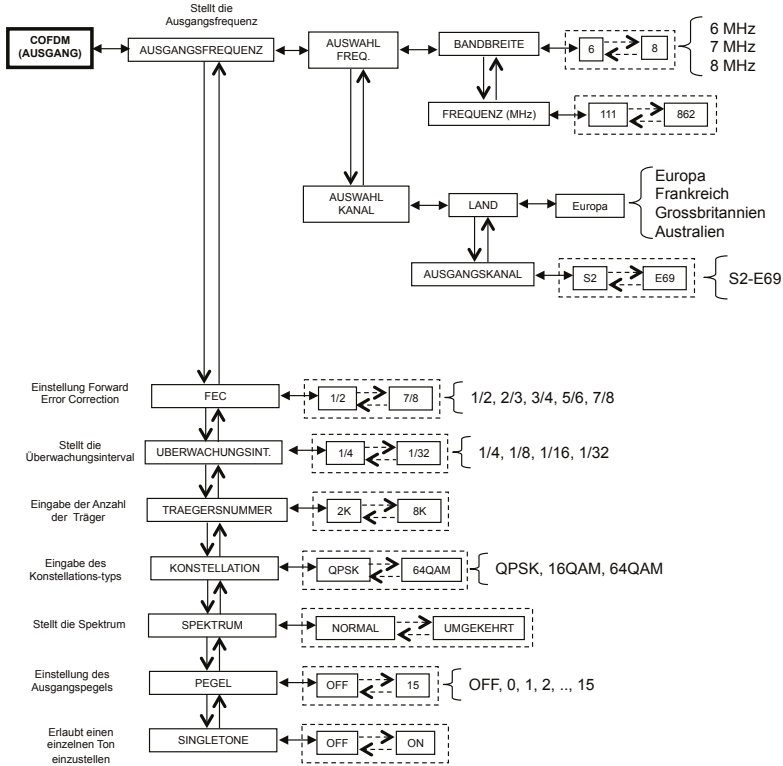 Stellt die
Ausgangsfrequenz
COFDM
(AUSGANG)
AUSGANGSFREQUENZ
AUSWAHL
FREQ.
BANDBREITE
6
8
6 MHz
7 MHz
8 MHz
FREQUENZ (MHz)
111
862
AUSWAHL
KANAL
LAND
Europa
Europa
Frankreich
Grossbritannien
Australien
AUSGANGSKANAL
S2
E69
S2-E69
Einstellung Forward
Error Correction
FEC
1/2
7/8
1/2, 2/3, 3/4, 5/6, 7/8
Stellt die
Überwachungsinterval
UBERWACHUNGSINT.
1/4
1/32
1/4, 1/8, 1/16, 1/32
Eingabe der Anzahl
der Träger
TRAEGERSNUMMER
2K
8K
Eingabe des
Konstellations-typs
KONSTELLATION
QPSK
64QAM
QPSK, 16QAM, 64QAM
Stellt die Spektrum
SPEKTRUM
NORMAL
UMGEKEHRT
Einstellung des
Ausgangspegels
PEGEL
OFF
15
OFF, 0, 1, 2, .., 15
Erlaubt einen
einzelnen Ton
einzustellen
SINGLETONE
OFF
ON